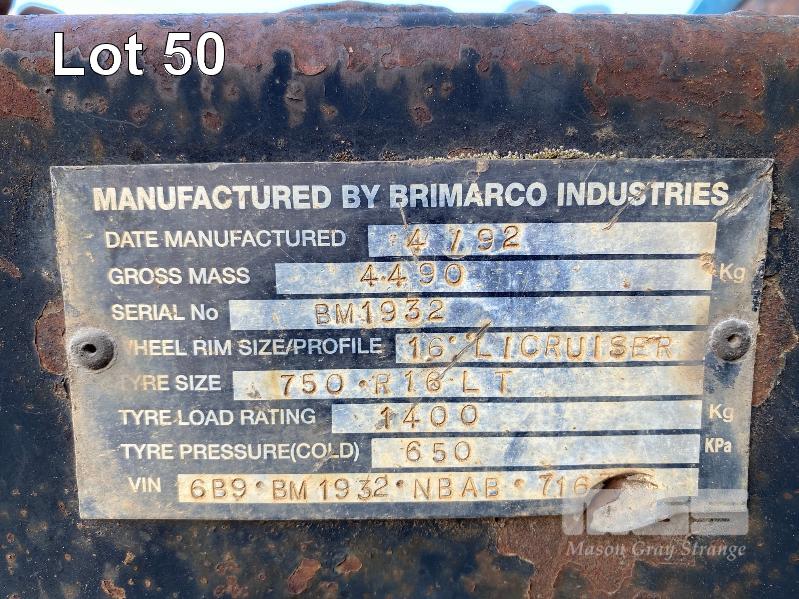 Lot 50
MANUFACTURED BY BRIMARCO INDUSTRIES
DATE MANUFACTURED 4/92
GROSS MASS 4490 Kg
SERIAL No BM1932
WHEEL RIM SIZE/PROFILE 16·L/CRUISER
TYRE SIZE 750·R16 LT
TYRE LOAD RATING 1400 Kg
TYRE PRESSURE(COLD) 650 KPa
VIN 6B9·BM1932·NBAB·716
MGS
Mason Gray Strange